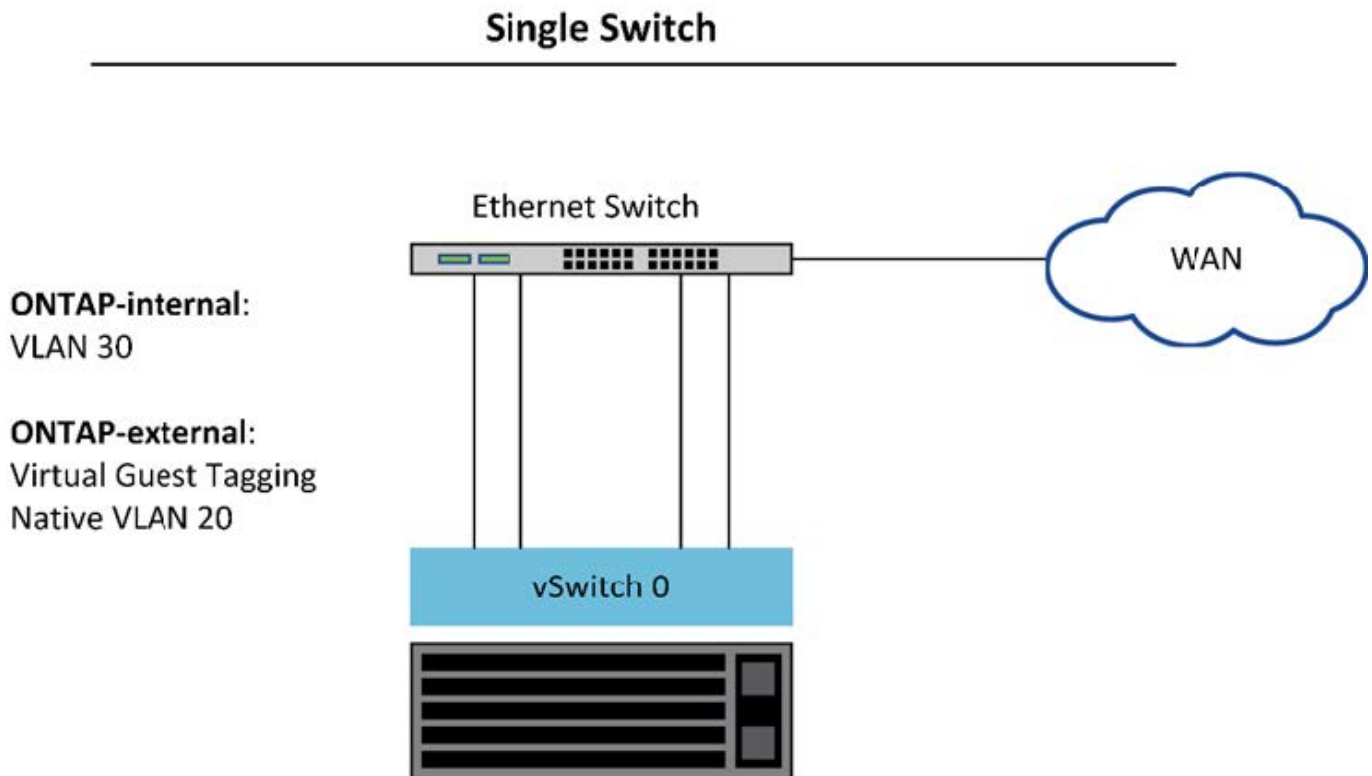 Single Switch
Ethernet Switch
WAN
ONTAP-internal:
VLAN 30
ONTAP-external:
Virtual Guest Tagging
Native VLAN 20
vSwitch 0